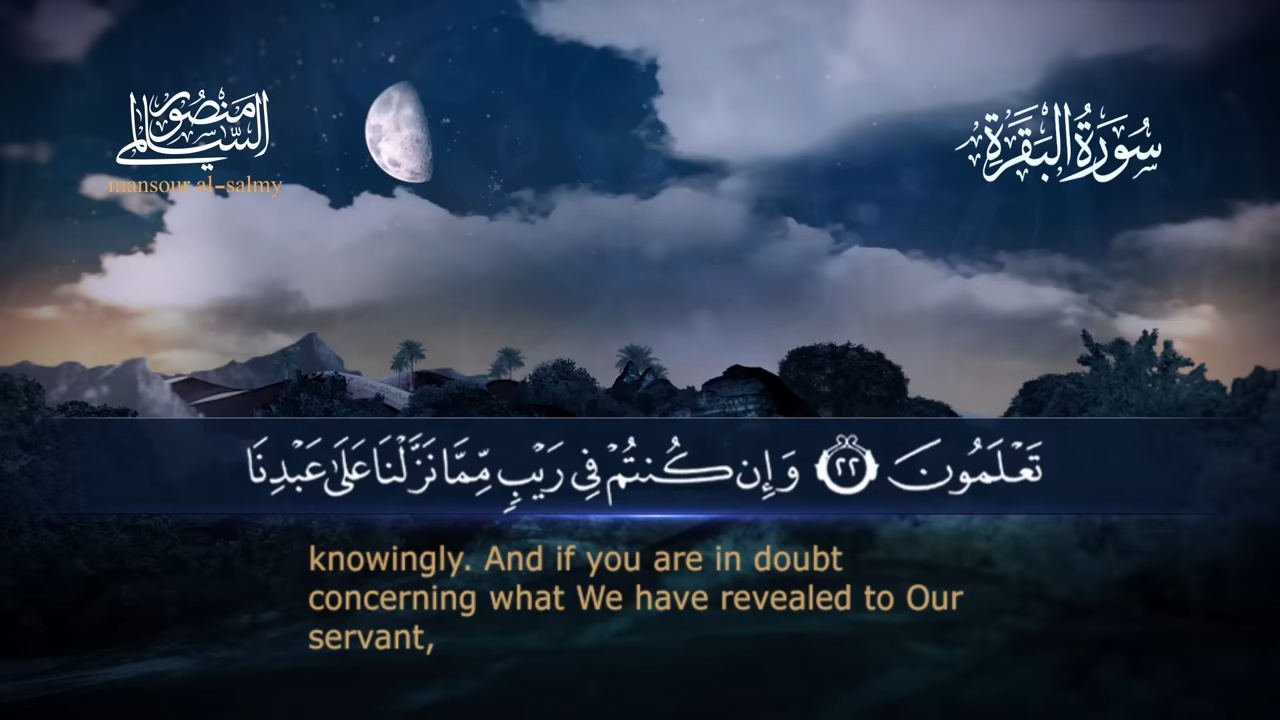 منصور السالمي
mansour al-salmy
سُورَةُ البَقَرَة
تَعْلَمُونَ ٢٢ وَإِن كُنتُمْ فِي رَيْبٍ مِّمَّا نَزَّلْنَا عَلَىٰ عَبْدِنَا
knowingly. And if you are in doubt
concerning what We have revealed to Our
servant,